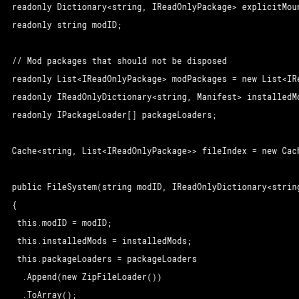 readonly Dictionary<string, IReadOnlyPackage> explicitMoun
readonly string modID;
// Mod packages that should not be disposed
readonly List<IReadOnlyPackage> modPackages = new List<IRe
readonly IReadOnlyDictionary<string, Manifest> installedMo
readonly IPackageLoader[] packageLoaders;
Cache<string, List<IReadOnlyPackage>> fileIndex = new Cach
public FileSystem(string modID, IReadOnlyDictionary<string
{
this.modID = modID;
this.installedMods = installedMods;
this.packageLoaders = packageLoaders
.Append(new ZipFileLoader())
.ToArray();